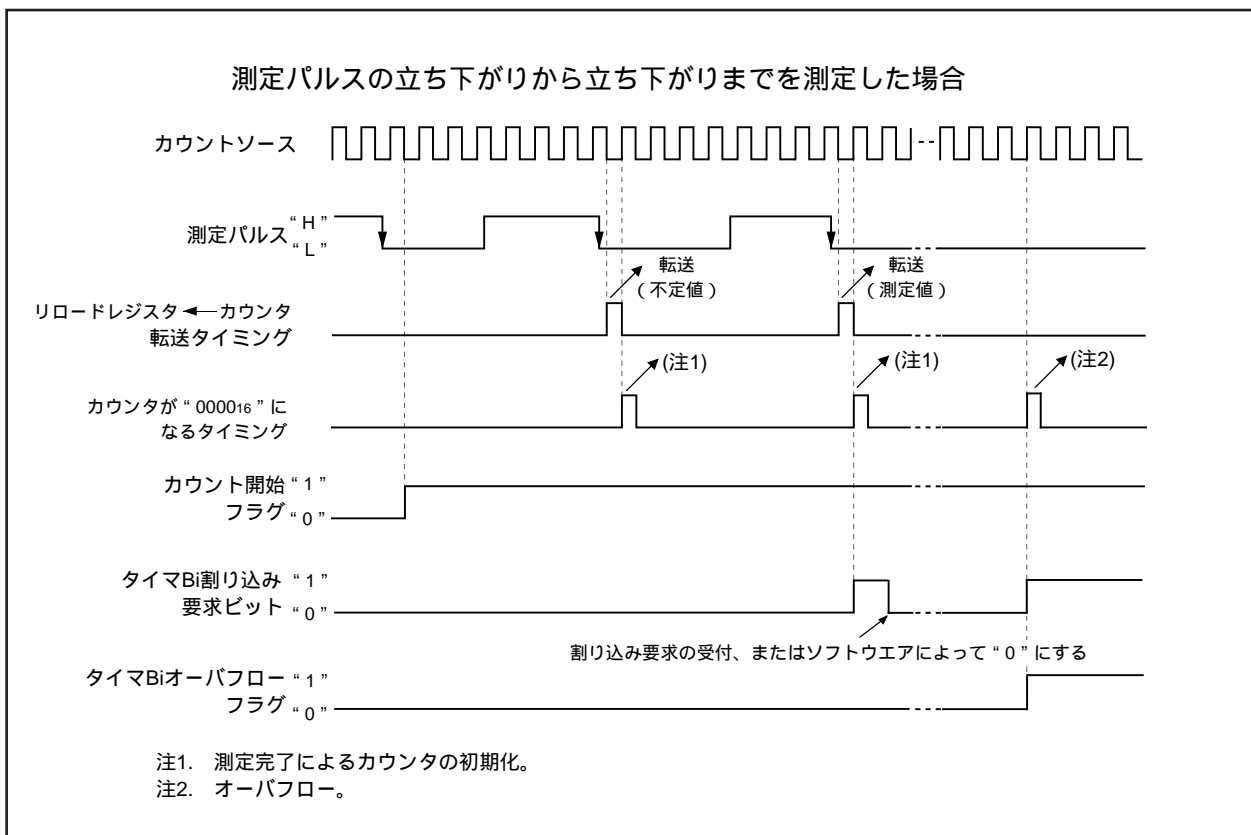 測定パルスの立ち下がりから立ち下がりまでを測定した場合
カウントソース
測定パルス “ H ”
“ L ”
転送
( 不定値 )
転送
( 測定値 )
リロードレジスタ ← カウンタ
転送タイミング
(注1)
(注1)
(注2)
カウンタが “ 000016 ” に
なるタイミング
カウント開始 “ 1 ”
フラグ “ 0 ”
タイマBi割り込み “ 1 ”
要求ビット “ 0 ”
割り込み要求の受付、またはソフトウエアによって “ 0 ” にする
タイマBiオーバフロー “ 1 ”
フラグ “ 0 ”
注1. 測定完了によるカウンタの初期化。
注2. オーバフロー。